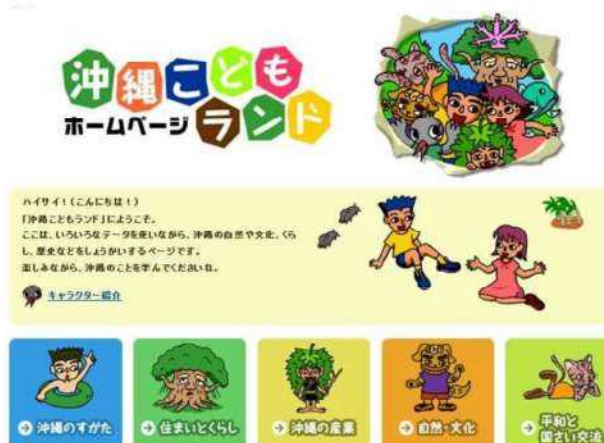 沖縄こども
ホームページランド
ハイサイ！（こんにちは！）
「沖縄こどもランド」にようこそ。
ここは、いろいろなデータを使いながら、沖縄の自然や文化、くら
し、歴史などをしょうかいするページです。
楽しみながら、沖縄のことを学んでくださいね。
キャラクター紹介
沖縄のすがた
住まいとくらし
沖縄の産業
自然・文化
平和と
国さい交流